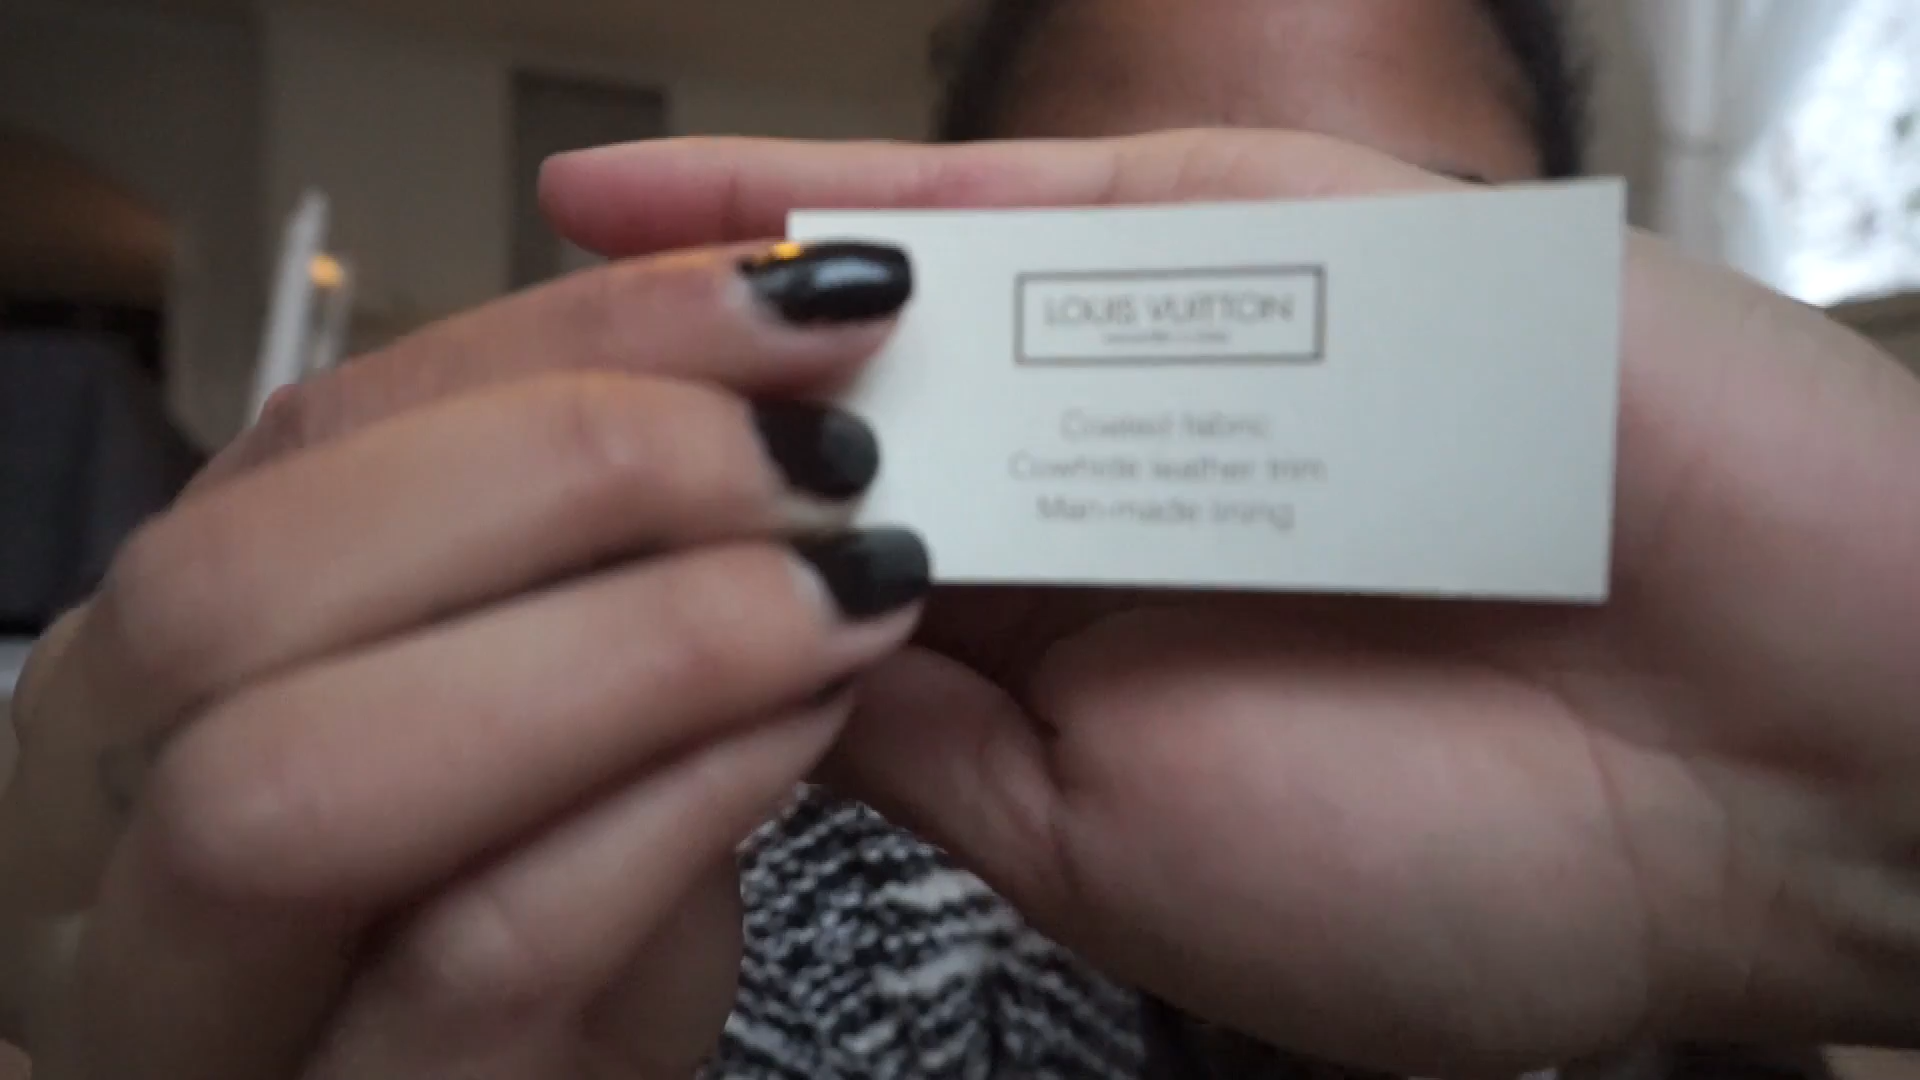 LOUIS VUITTON
Coated fabric
Cowhide leather trim
Man-made lining